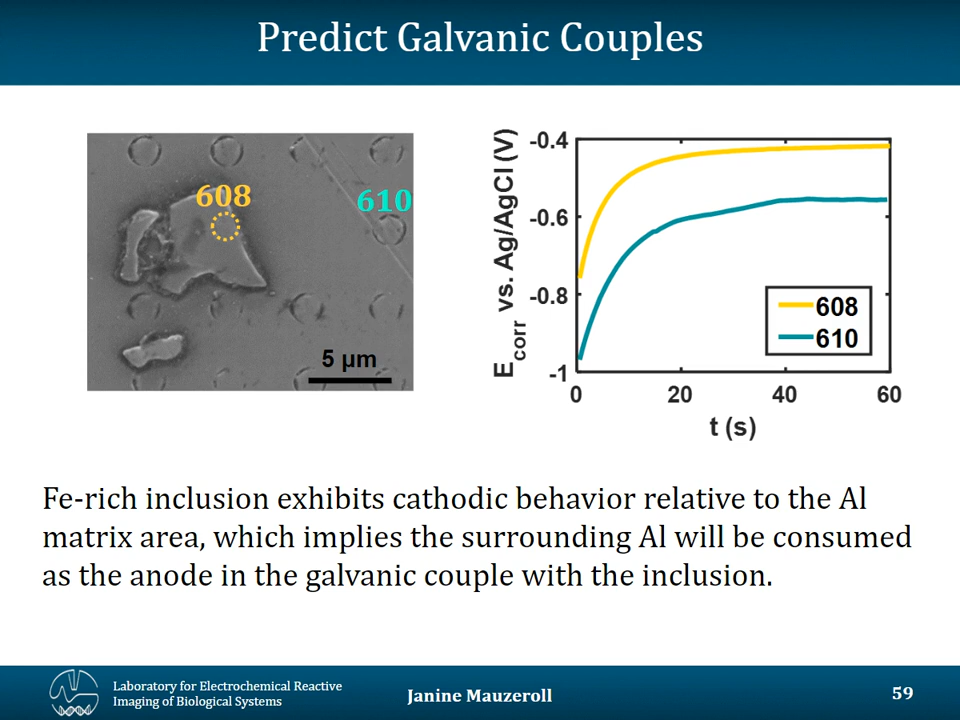 Predict Galvanic Couples
608
610
5 µm
E_corr vs. Ag/AgCl (V)
-0.4
-0.6
-0.8
-1
0
20
40
60
t (s)
608
610
Fe-rich inclusion exhibits cathodic behavior relative to the Al
matrix area, which implies the surrounding Al will be consumed
as the anode in the galvanic couple with the inclusion.
Laboratory for Electrochemical Reactive
Imaging of Biological Systems
Janine Mauzeroll
59